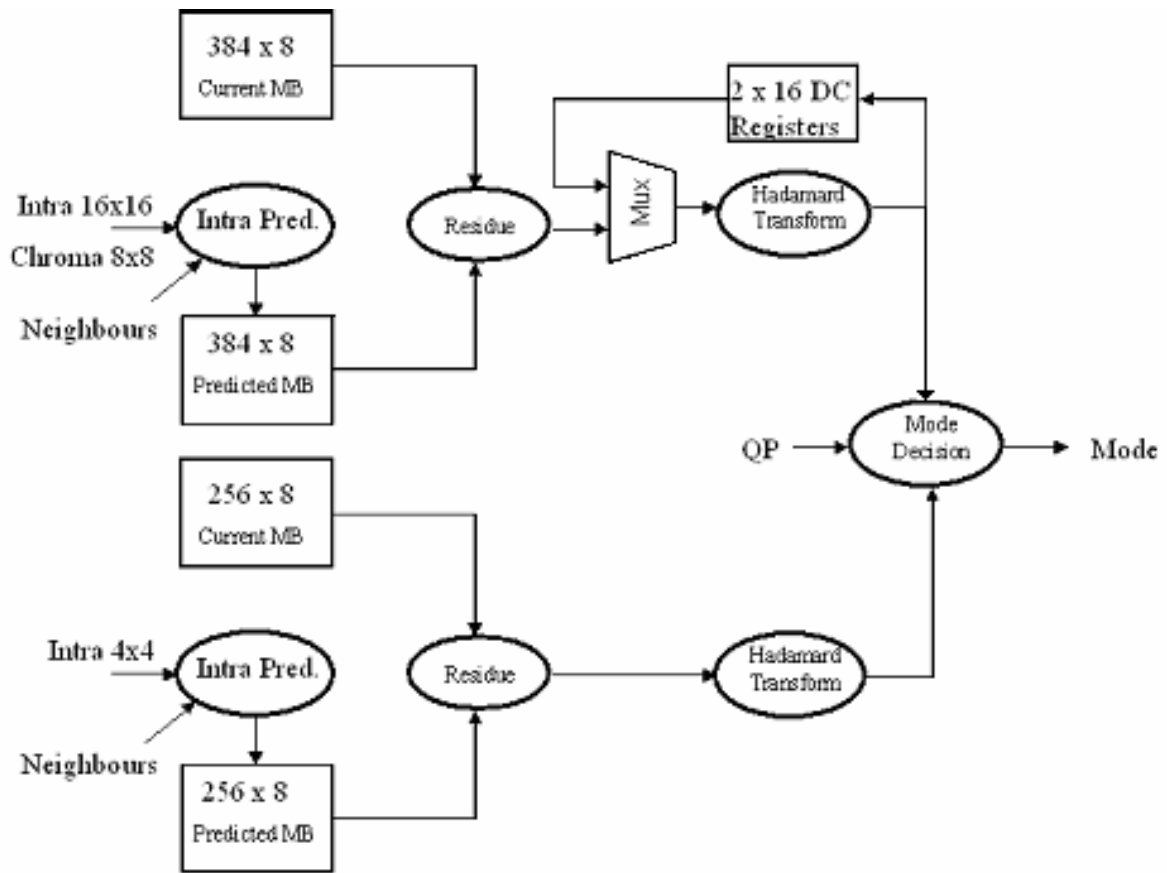 384 x 8
Current MB
2 x 16 DC
Registers
Intra 16x16
Intra Pred.
Chroma 8x8
Neighbours
Residue
Mux
Hadamard
Transform
384 x 8
Predicted MB
QP
Mode
Decision
Mode
256 x 8
Current MB
Intra 4x4
Intra Pred.
Neighbours
Residue
Hadamard
Transform
256 x 8
Predicted MB